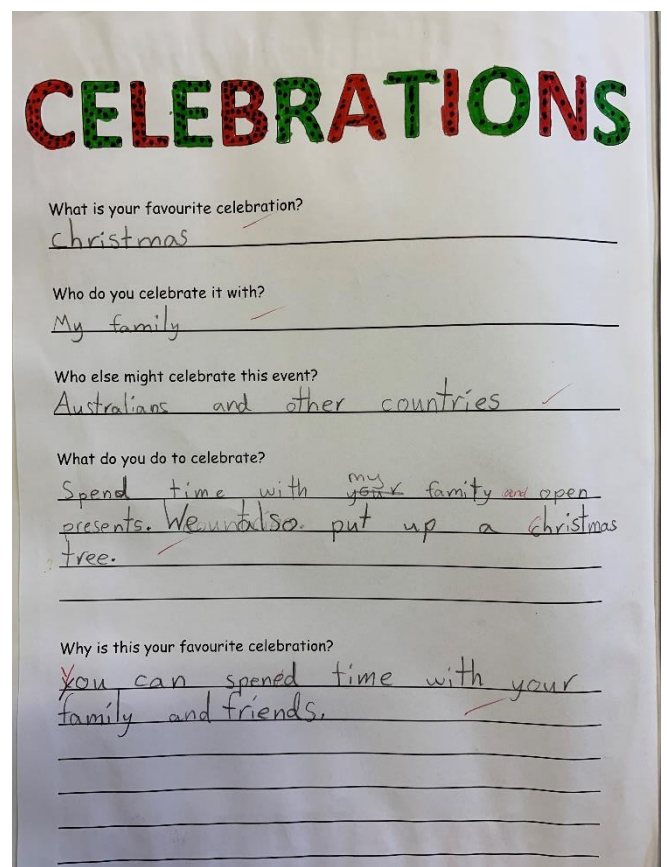 CELEBRATIONS
What is your favourite celebration?
christmas
Who do you celebrate it with?
My family
Who else might celebrate this event?
Australians and other countries
What do you do to celebrate?
Spend time with my family and open
presents. We also put up a Christmas
tree.
Why is this your favourite celebration?
You can spened time with your
family and friends.